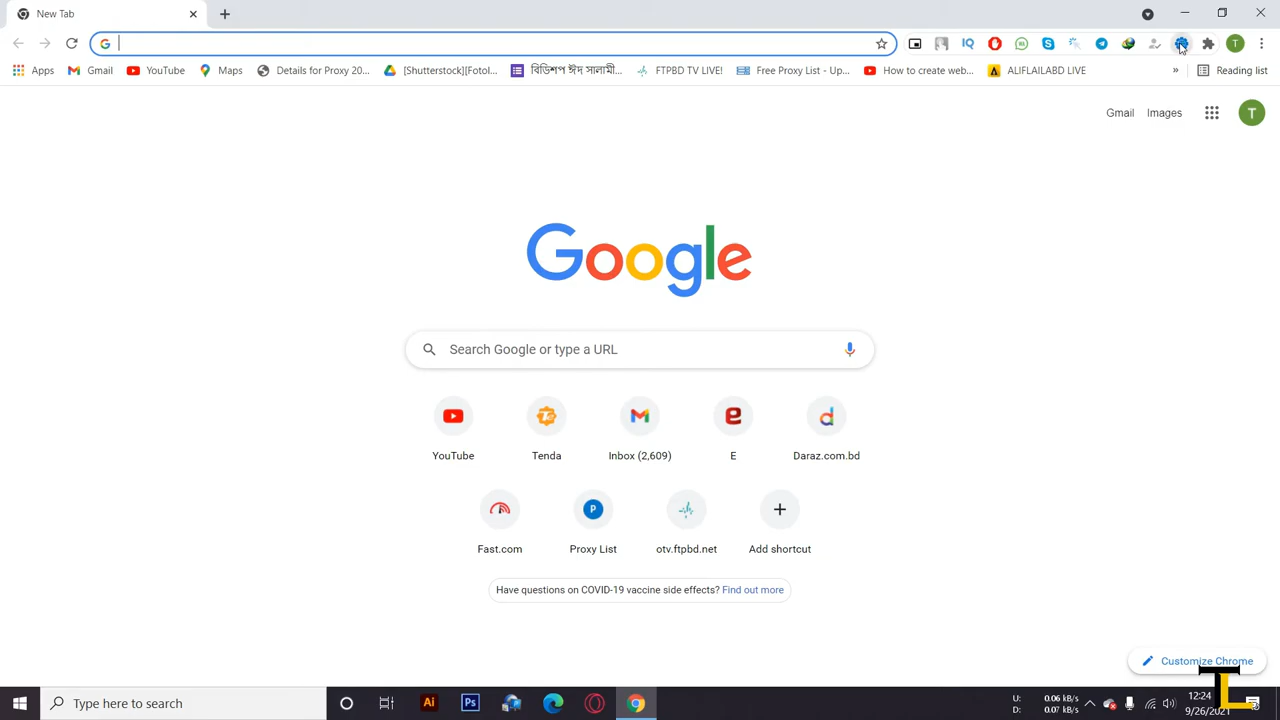 New Tab
Apps Gmail YouTube Maps Details for Proxy 20... [Shutterstock][Fotol... বিডিশপ ঈদ সালামী... FTPBD TV LIVE! Free Proxy List - Up... How to create web... ALIFLAILABD LIVE » Reading list
Gmail Images T
Google
Search Google or type a URL
YouTube Tenda Inbox (2,609) E Daraz.com.bd
Fast.com Proxy List otv.ftpbd.net Add shortcut
Have questions on COVID-19 vaccine side effects? Find out more
Customize Chrome
Type here to search
Ai Ps
U: 0.06 kB/s
D: 0.07 kB/s
12:24